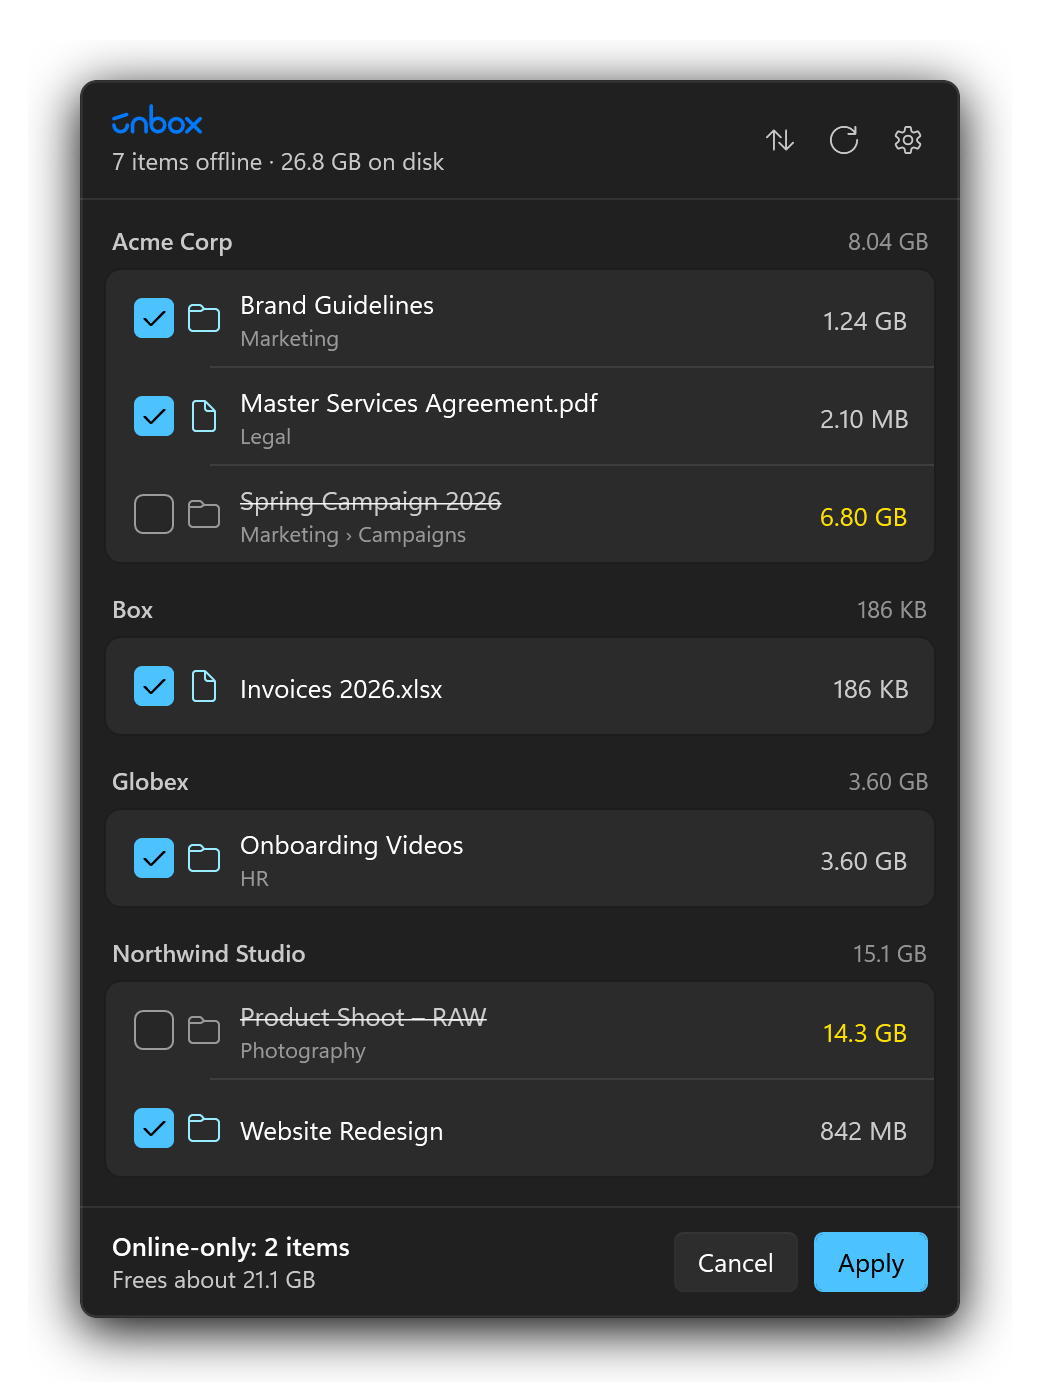 unbox
7 items offline · 26.8 GB on disk
Acme Corp 8.04 GB
Brand Guidelines
Marketing
1.24 GB
Master Services Agreement.pdf
Legal
2.10 MB
Spring Campaign 2026
Marketing › Campaigns
6.80 GB
Box 186 KB
Invoices 2026.xlsx 186 KB
Globex 3.60 GB
Onboarding Videos
HR
3.60 GB
Northwind Studio 15.1 GB
Product Shoot – RAW
Photography
14.3 GB
Website Redesign 842 MB
Online-only: 2 items
Frees about 21.1 GB
Cancel Apply